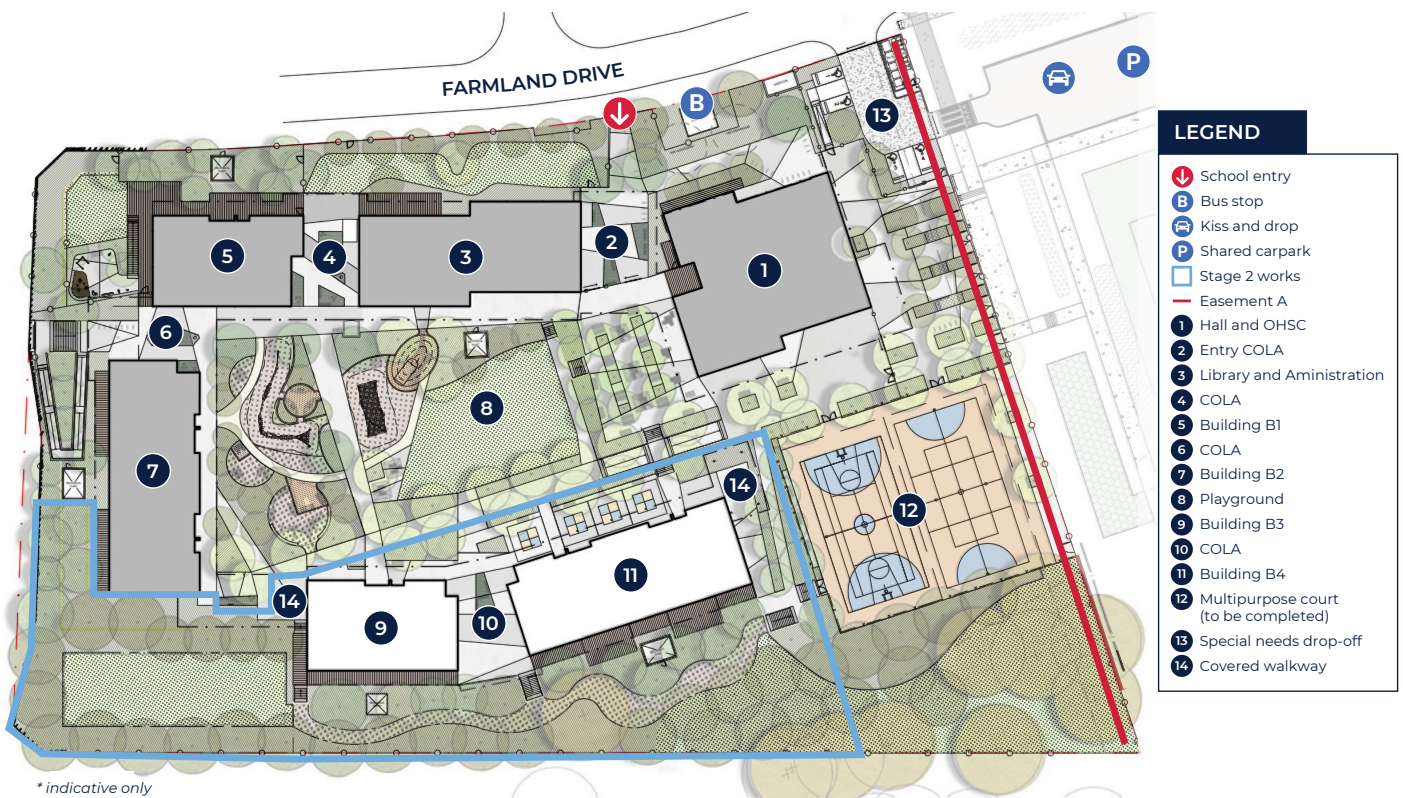 FARMLAND DRIVE
B
P
13
2
5
4
3
1
6
8
7
14
12
11
14
10
9
* indicative only
LEGEND
School entry
B Bus stop
Kiss and drop
P Shared carpark
Stage 2 works
Easement A
1 Hall and OHSC
2 Entry COLA
3 Library and Aministration
4 COLA
5 Building B1
6 COLA
7 Building B2
8 Playground
9 Building B3
10 COLA
11 Building B4
12 Multipurpose court
(to be completed)
13 Special needs drop-off
14 Covered walkway